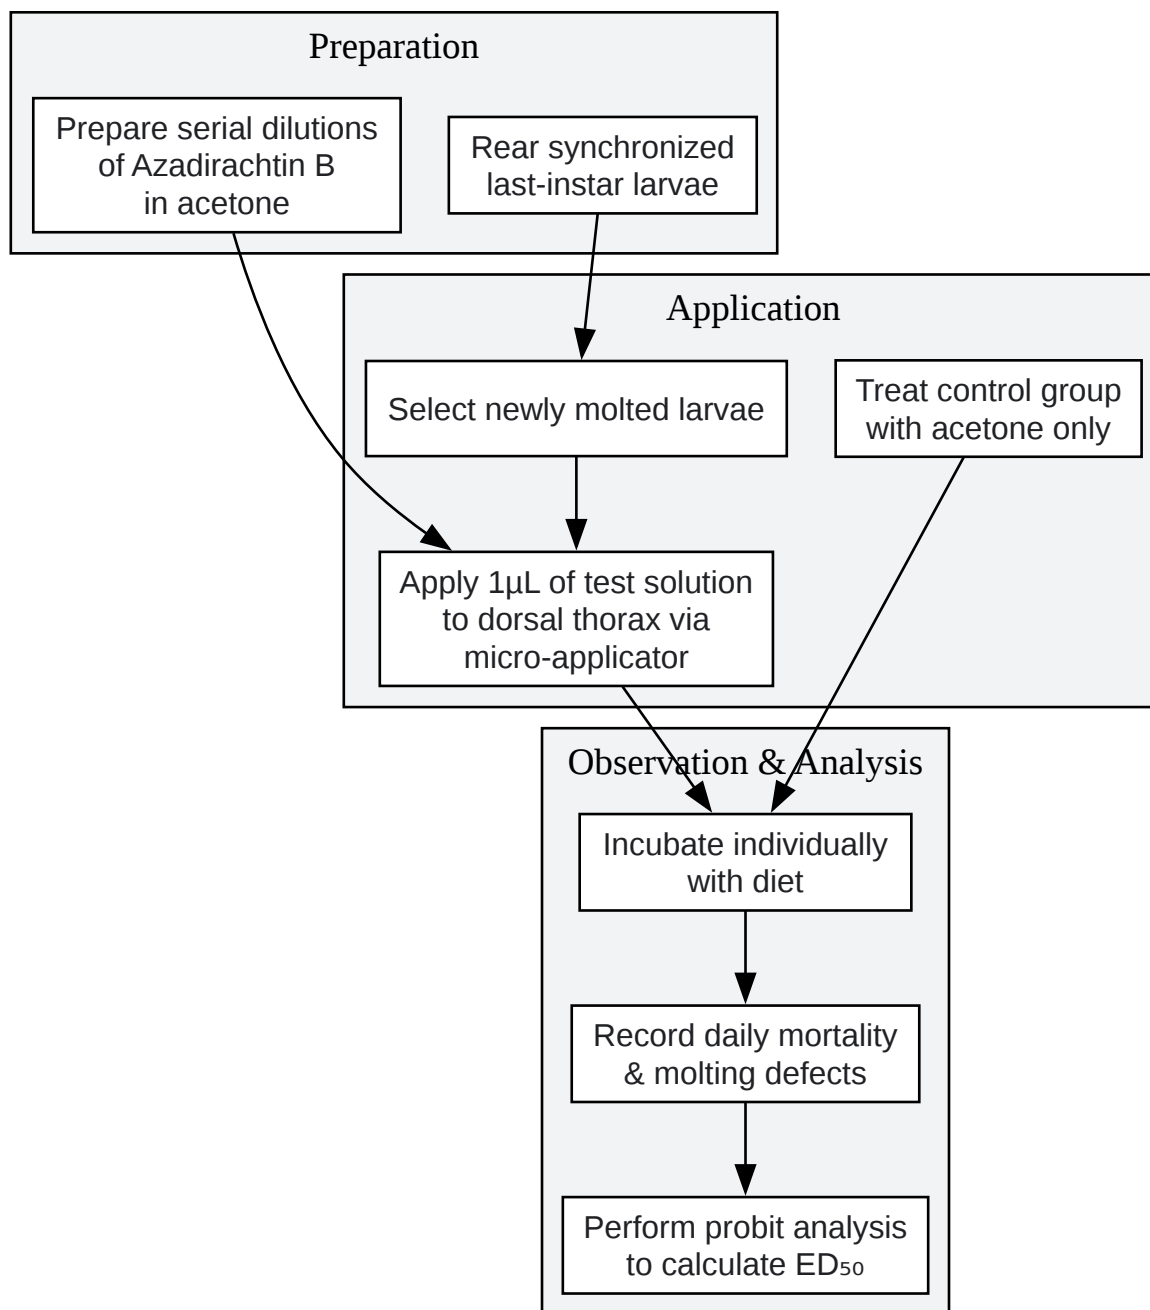 Preparation
Prepare serial dilutions
of Azadirachtin B
in acetone
Rear synchronized
last-instar larvae
Application
Select newly molted larvae
Treat control group
with acetone only
Apply 1µL of test solution
to dorsal thorax via
micro-applicator
Observation & Analysis
Incubate individually
with diet
Record daily mortality
& molting defects
Perform probit analysis
to calculate ED₅₀